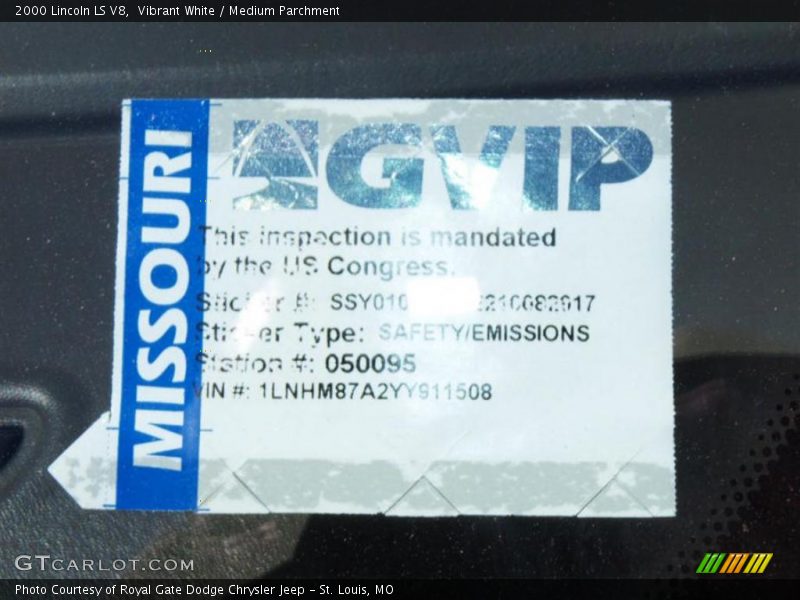 2000 Lincoln LS V8,  Vibrant White / Medium Parchment
MISSOURI
GVIP
This inspection is mandated
by the US Congress.
Sticker #: SSY010
Sticker Type: SAFETY/EMISSIONS
Station #: 050095
VIN #: 1LNHM87A2YY911508
GTCARLOT.COM
Photo Courtesy of Royal Gate Dodge Chrysler Jeep – St. Louis, MO